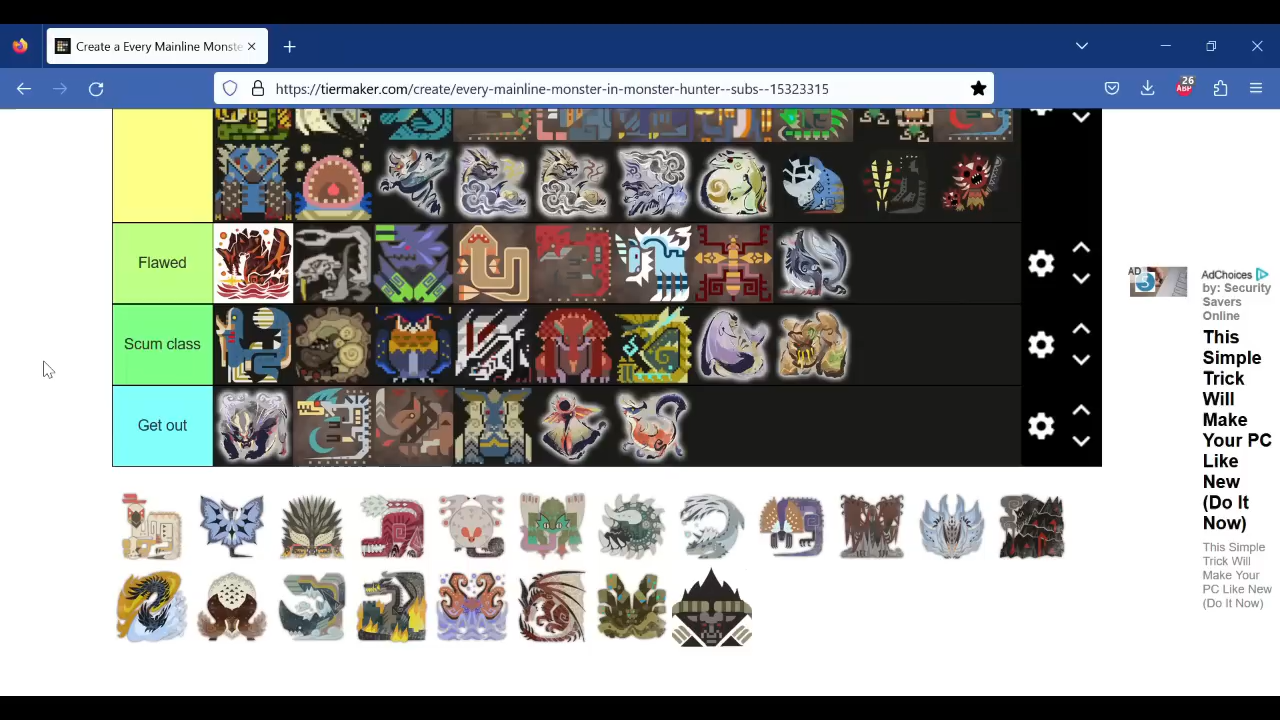 Create a Every Mainline Monste
https://tiermaker.com/create/every-mainline-monster-in-monster-hunter--subs--15323315
26
ABP
Flawed
Scum class
Get out
AD
AdChoices
by: Security
Savers
Online
This
Simple
Trick
Will
Make
Your PC
Like
New
(Do It
Now)
This Simple
Trick Will
Make Your
PC Like New
(Do It Now)